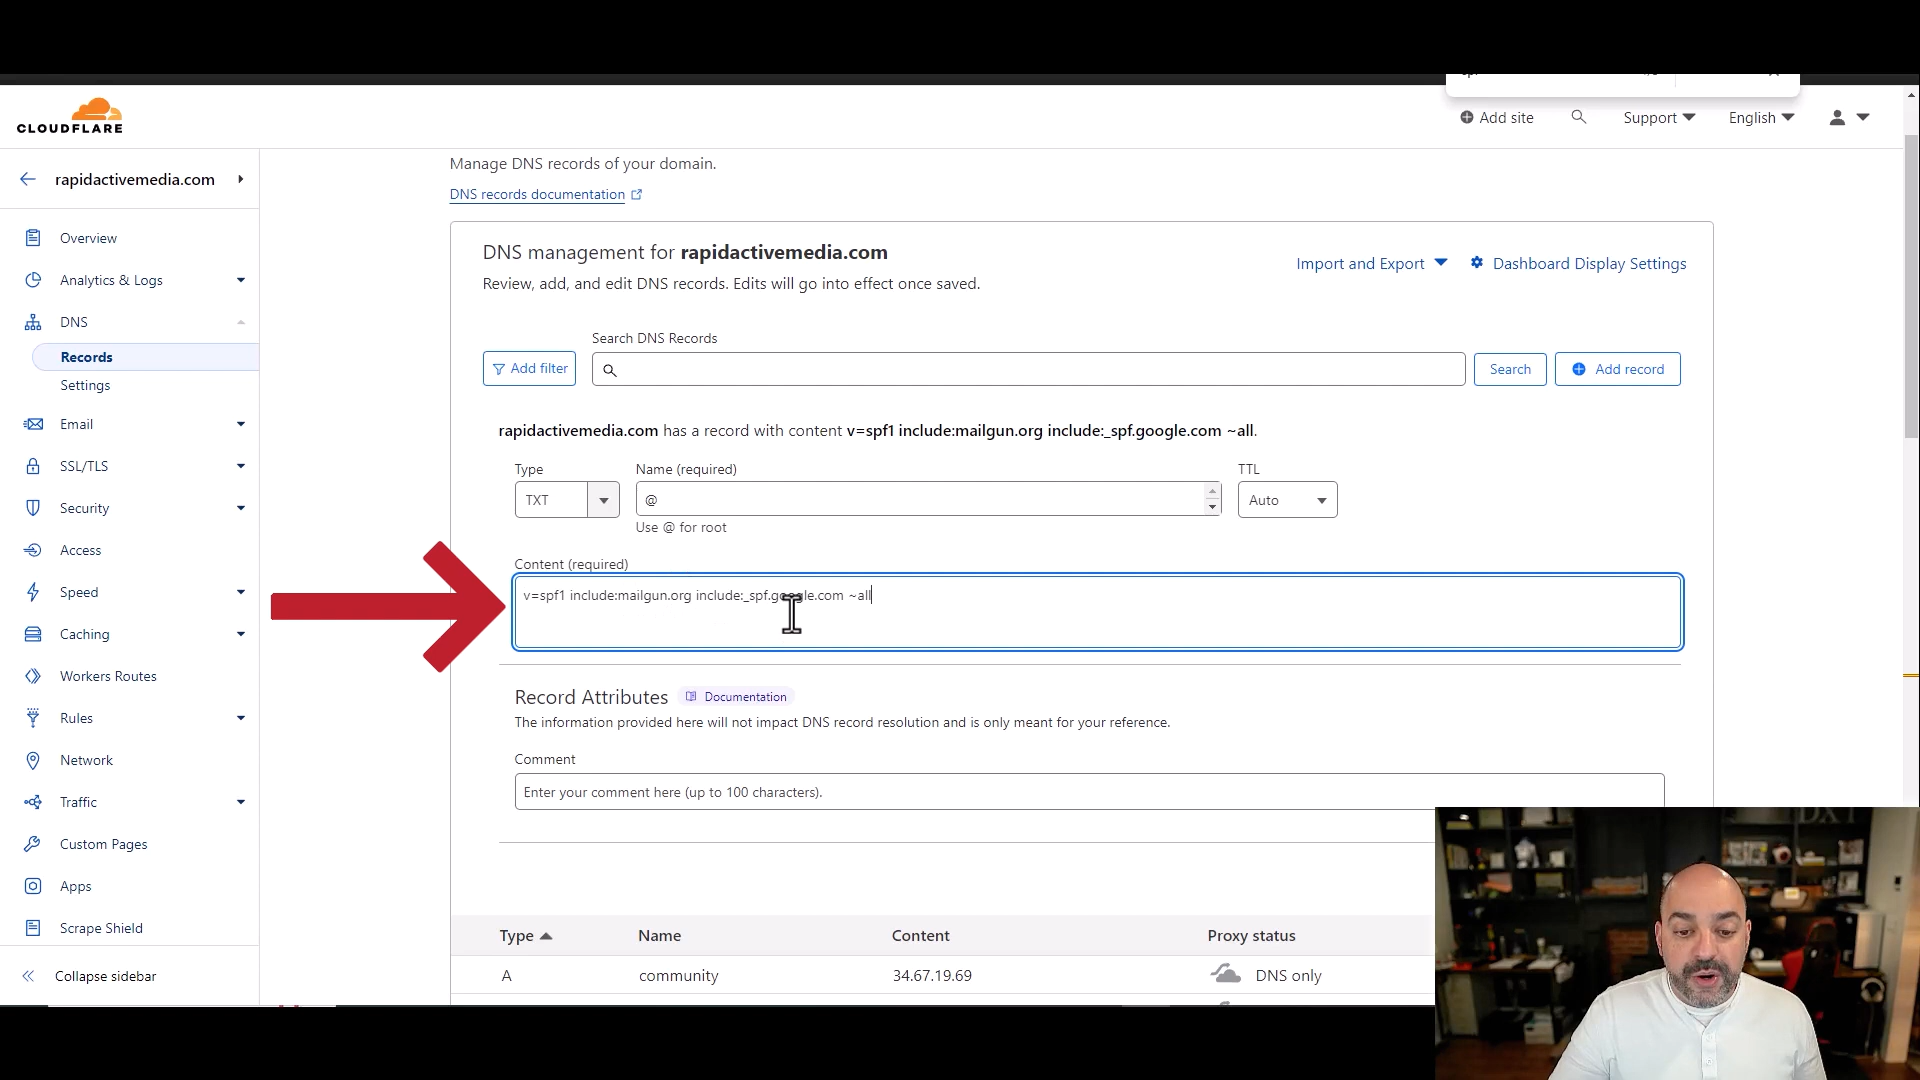 CLOUDFLARE
Add site
Support
English
rapidactivemedia.com
Overview
Analytics & Logs
DNS
Records
Settings
Email
SSL/TLS
Security
Access
Speed
Caching
Workers Routes
Rules
Network
Traffic
Custom Pages
Apps
Scrape Shield
Collapse sidebar
Manage DNS records of your domain.
DNS records documentation
DNS management for rapidactivemedia.com
Import and Export
Dashboard Display Settings
Review, add, and edit DNS records. Edits will go into effect once saved.
Search DNS Records
Add filter
Search
Add record
rapidactivemedia.com has a record with content v=spf1 include:mailgun.org include:_spf.google.com ~all.
Type
Name (required)
TTL
TXT
@
Auto
Use @ for root
Content (required)
v=spf1 include:mailgun.org include:_spf.google.com ~all
Record Attributes
Documentation
The information provided here will not impact DNS record resolution and is only meant for your reference.
Comment
Enter your comment here (up to 100 characters).
Type Name Content Proxy status
A community 34.67.19.69 DNS only